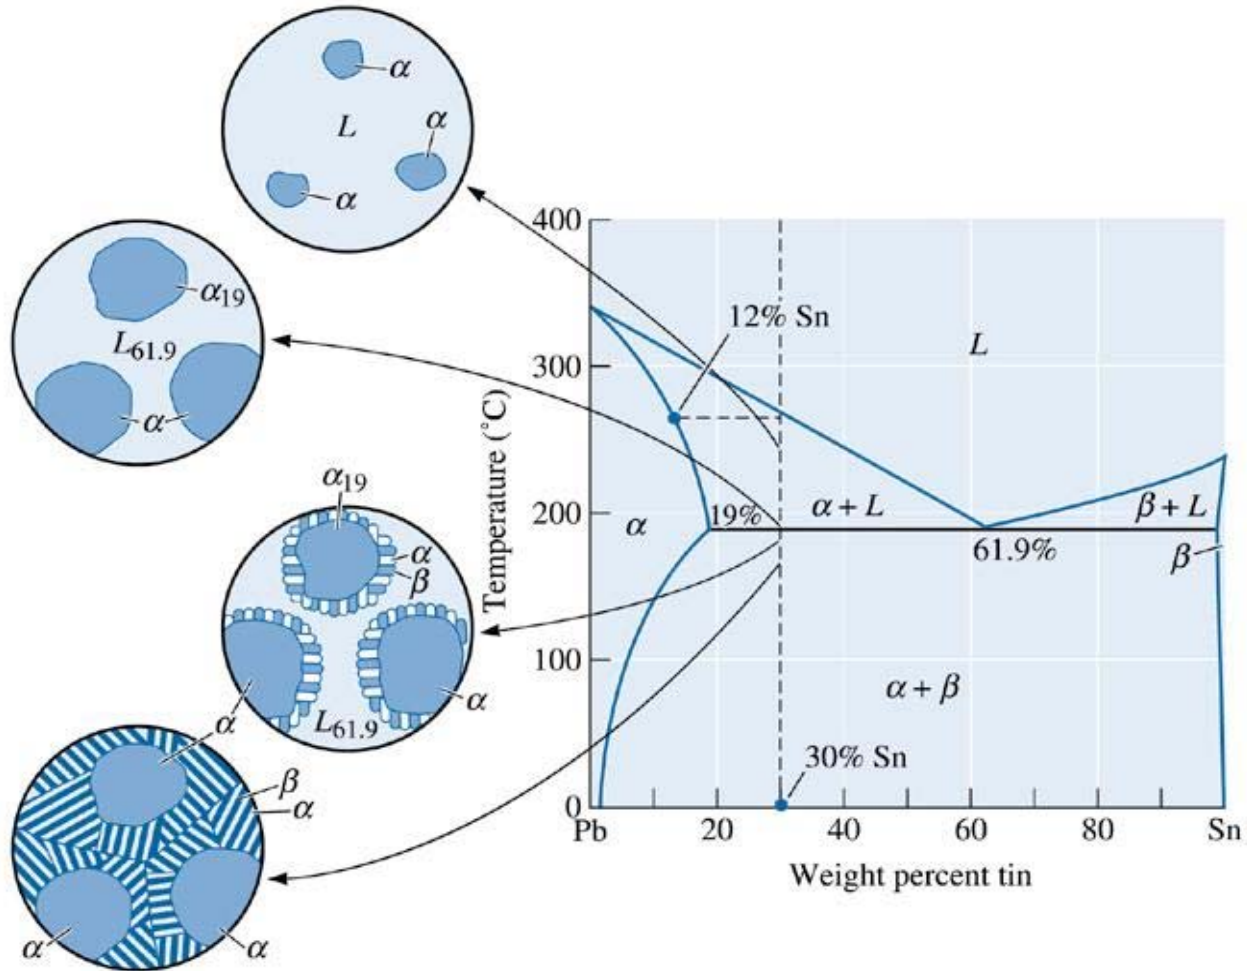 α
L
α
α
α19
L61.9
α
α19
α
β
α
L61.9
α
β
α
α
α
400
300
200
100
0
Temperature (°C)
12% Sn
L
α
19%
α + L
β + L
61.9%
β
α + β
30% Sn
Pb 20 40 60 80 Sn
Weight percent tin